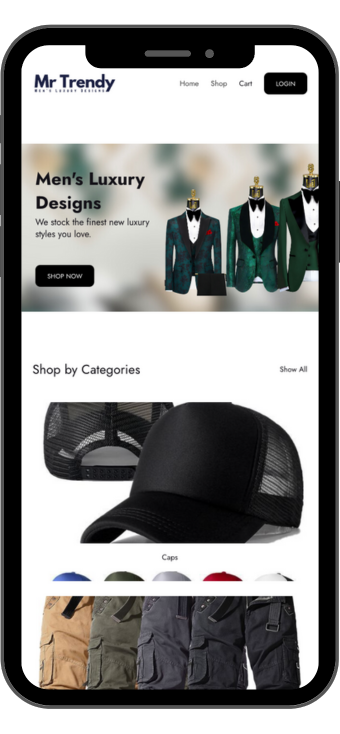 Mr Trendy
MEN'S LUXURY DESIGNS
Home Shop Cart LOGIN
Men's Luxury
Designs
We stock the finest new luxury
styles you love.
SHOP NOW
Shop by Categories
Show All
Caps